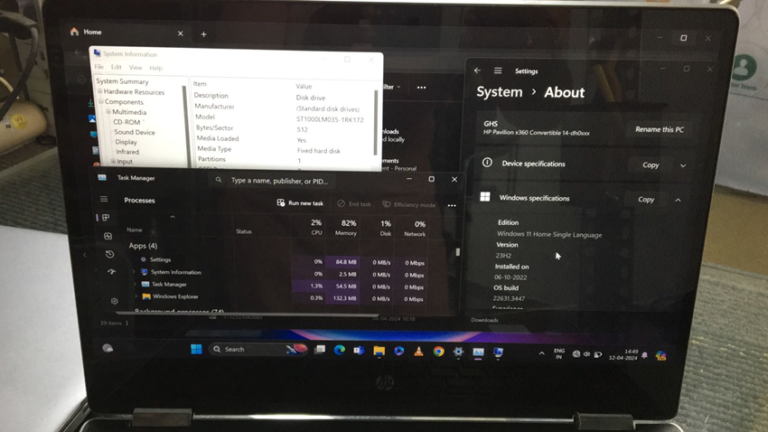 Home
System Information
File Edit View Help
System Summary
Hardware Resources
Components
Multimedia
CD-ROM
Sound Device
Display
Infrared
Input
Item Value
Description Disk drive
Manufacturer (Standard disk drives)
Model ST1000LM035-1RK172
Bytes/Sector 512
Media Loaded Yes
Media Type Fixed hard disk
Partitions 1
Settings
System > About
GHS
HP Pavilion x360 Convertible 14-dh0xxx
Rename this PC
Device specifications Copy
Windows specifications Copy
Edition
Windows 11 Home Single Language
Version
23H2
Installed on
06-10-2022
OS build
22631.3447
Task Manager
Type a name, publisher, or PID...
Processes
Run new task End task Efficiency mode
2% 82% 1% 0%
Name Status CPU Memory Disk Network
Apps (4)
Settings 0% 84.8 MB 0 MB/s 0 Mbps
System Information 0% 2.5 MB 0 MB/s 0 Mbps
Task Manager 1.3% 54.5 MB 0 MB/s 0 Mbps
Windows Explorer 0.3% 132.3 MB 0 MB/s 0 Mbps
Background processes (74)
- Personal
29 items
Downloads
Search
ENG
IN
14:49
12-04-2024
hp